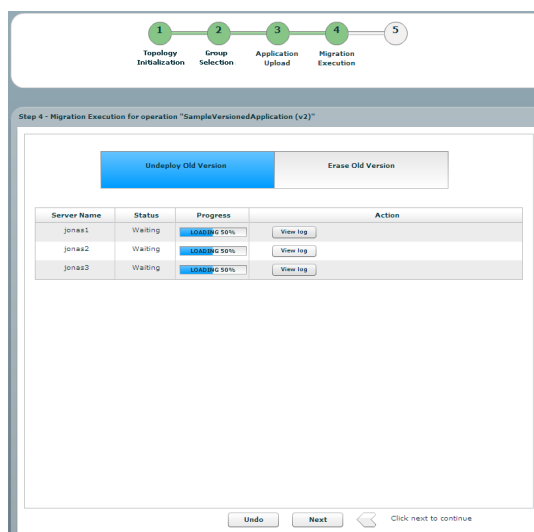 1 2 3 4 5
Topology Initialization
Group Selection
Application Upload
Migration Execution
Step 4 - Migration Execution for operation "SampleVersionedApplication (v2)"
Undeploy Old Version Erase Old Version
Server Name Status Progress Action
jonas1 Waiting LOADING 50% View log
jonas2 Waiting LOADING 50% View log
jonas3 Waiting LOADING 50% View log
Undo Next Click next to continue